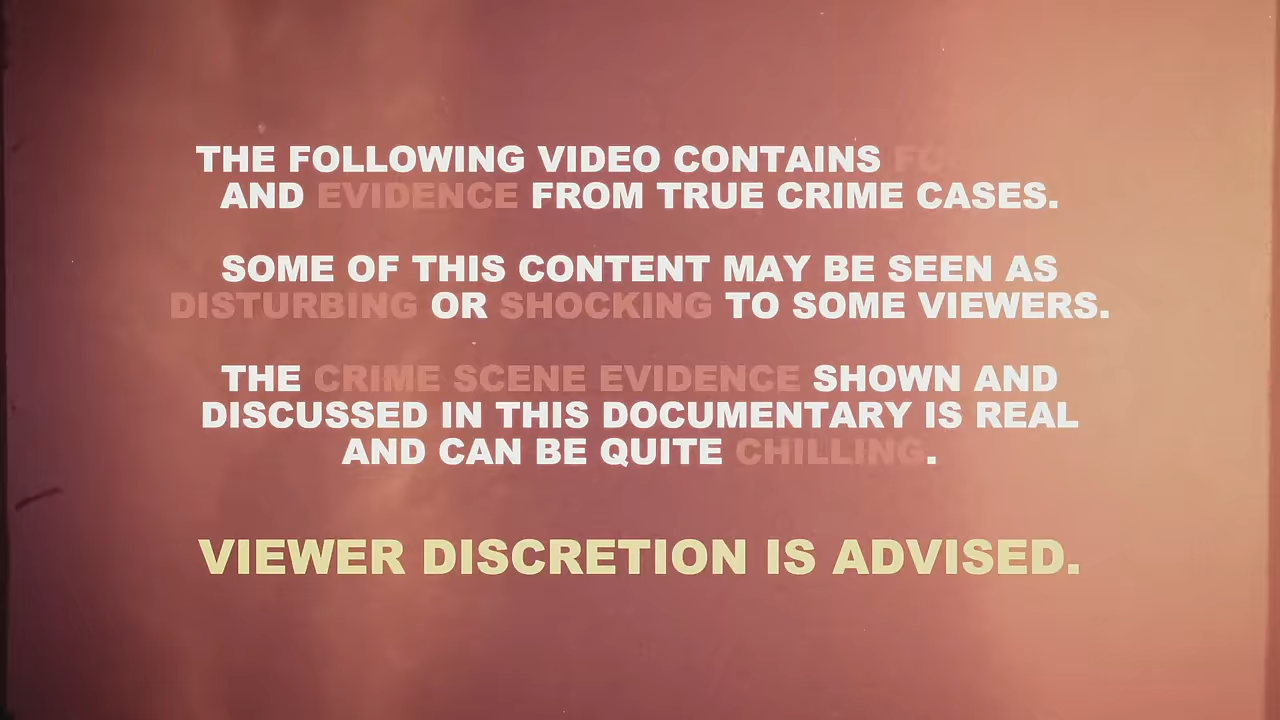 THE FOLLOWING VIDEO CONTAINS
AND EVIDENCE FROM TRUE CRIME CASES.
SOME OF THIS CONTENT MAY BE SEEN AS
DISTURBING OR SHOCKING TO SOME VIEWERS.
THE CRIME SCENE EVIDENCE SHOWN AND
DISCUSSED IN THIS DOCUMENTARY IS REAL
AND CAN BE QUITE CHILLING.
VIEWER DISCRETION IS ADVISED.